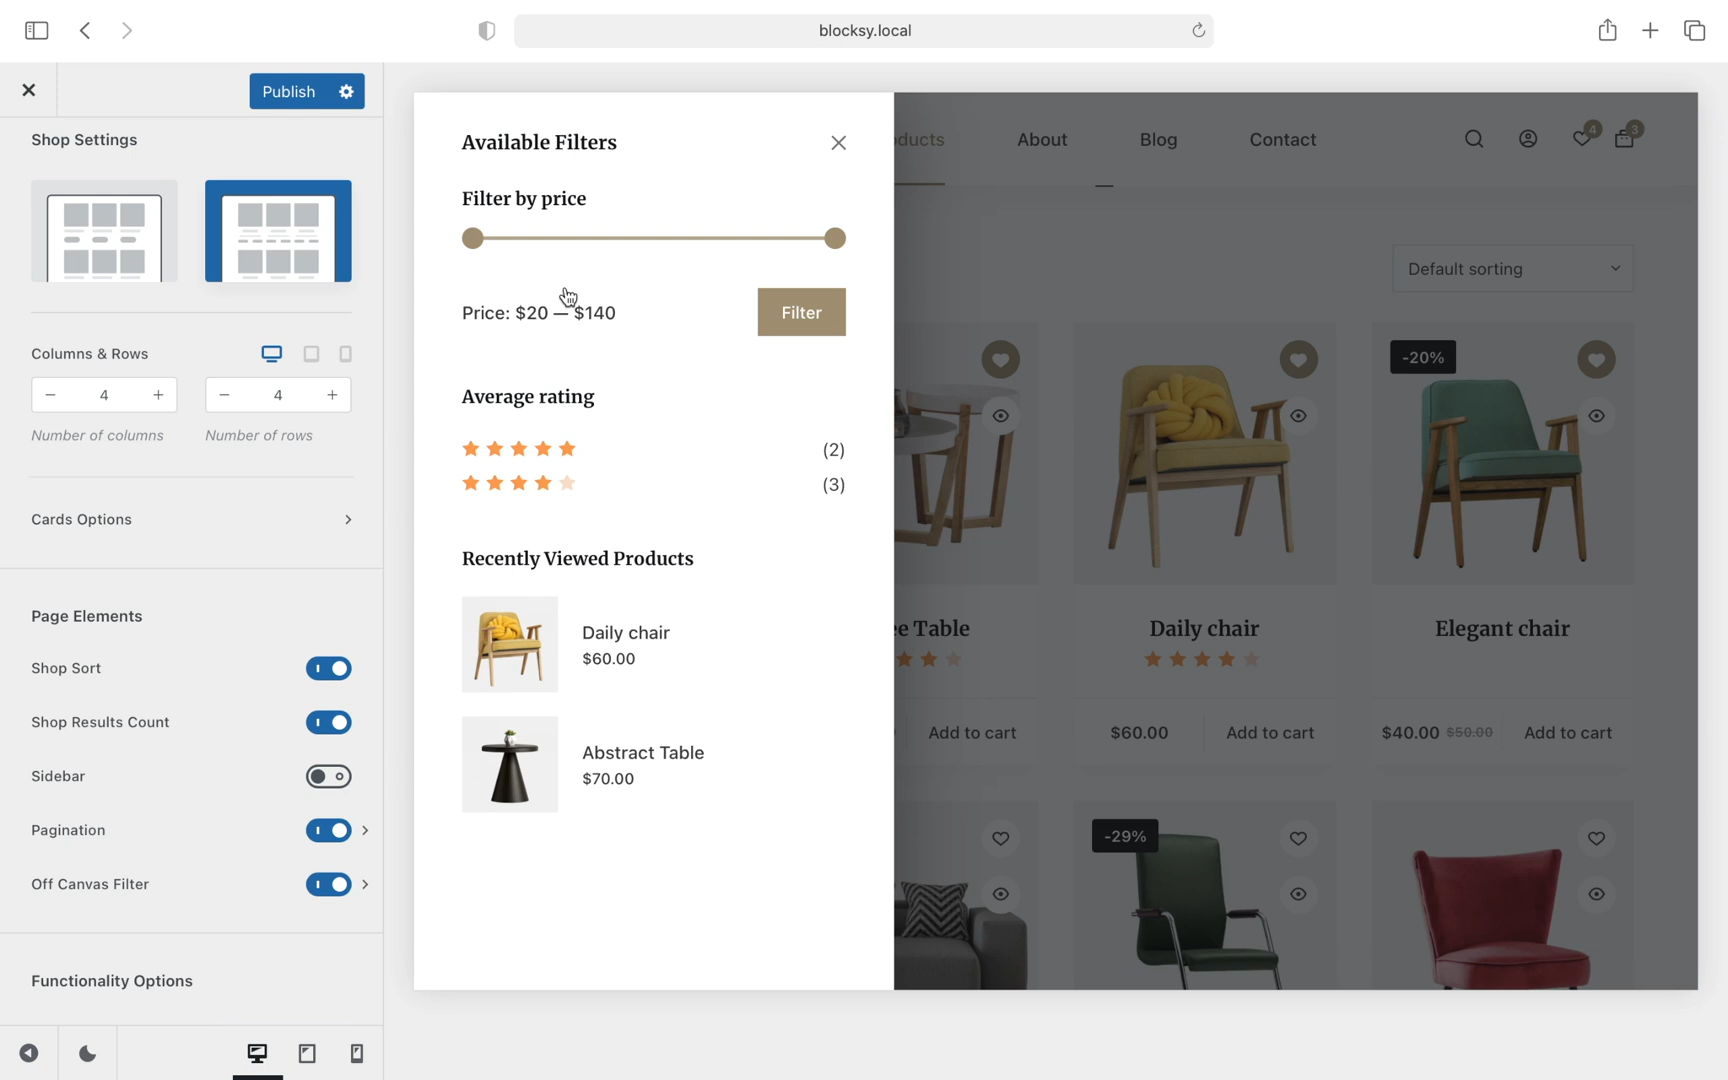 blocksy.local
Publish
Shop Settings
Columns & Rows
4
4
Number of columns
Number of rows
Cards Options
Page Elements
Shop Sort
Shop Results Count
Sidebar
Pagination
Off Canvas Filter
Functionality Options
Available Filters
Filter by price
Price: $20 — $140
Filter
Average rating
(2)
(3)
Recently Viewed Products
Daily chair
$60.00
Abstract Table
$70.00
About
Blog
Contact
4
3
Default sorting
-20%
Table
Daily chair
Elegant chair
Add to cart
$60.00
Add to cart
$40.00 $50.00
Add to cart
-29%